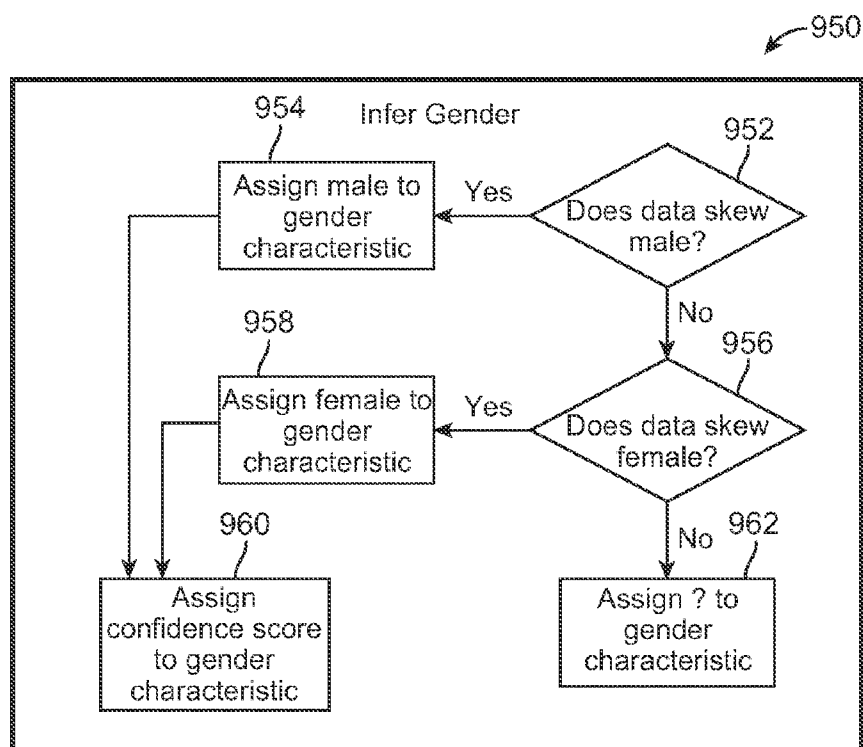 950
Infer Gender
954
952
Assign male to
gender
characteristic
Yes
Does data skew
male?
No
958
956
Assign female to
gender
characteristic
Yes
Does data skew
female?
No
960
962
Assign
confidence score
to gender
characteristic
Assign ? to
gender
characteristic